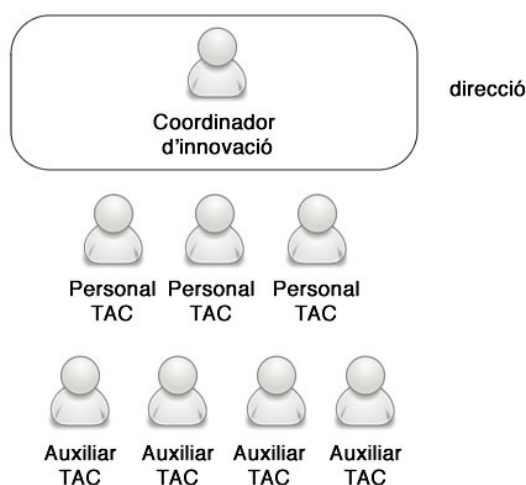 direcció
Coordinador
d'innovació
Personal Personal Personal
TAC TAC TAC
Auxiliar Auxiliar Auxiliar Auxiliar
TAC TAC TAC TAC